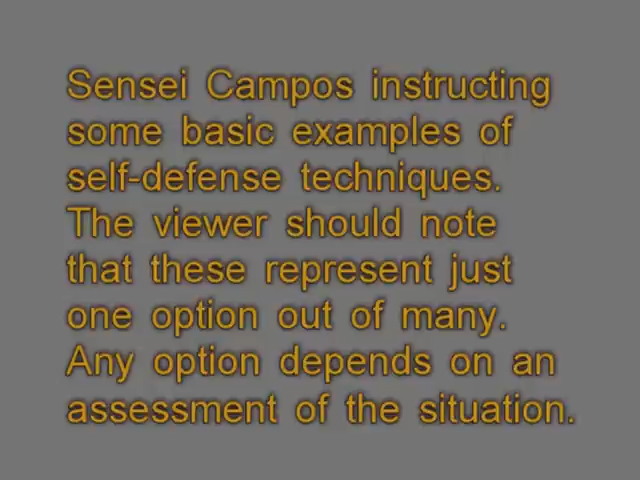 Sensei Campos instructing
some basic examples of
self-defense techniques.
The viewer should note
that these represent just
one option out of many.
Any option depends on an
assessment of the situation.